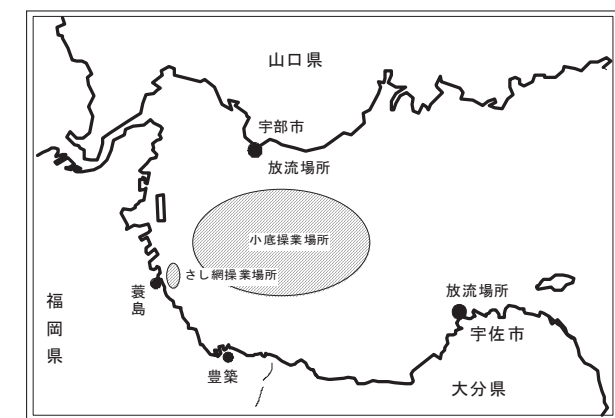 山口県
宇部市
放流場所
小底操業場所
さし網操業場所
蓑島
福岡県
豊築
放流場所
宇佐市
大分県